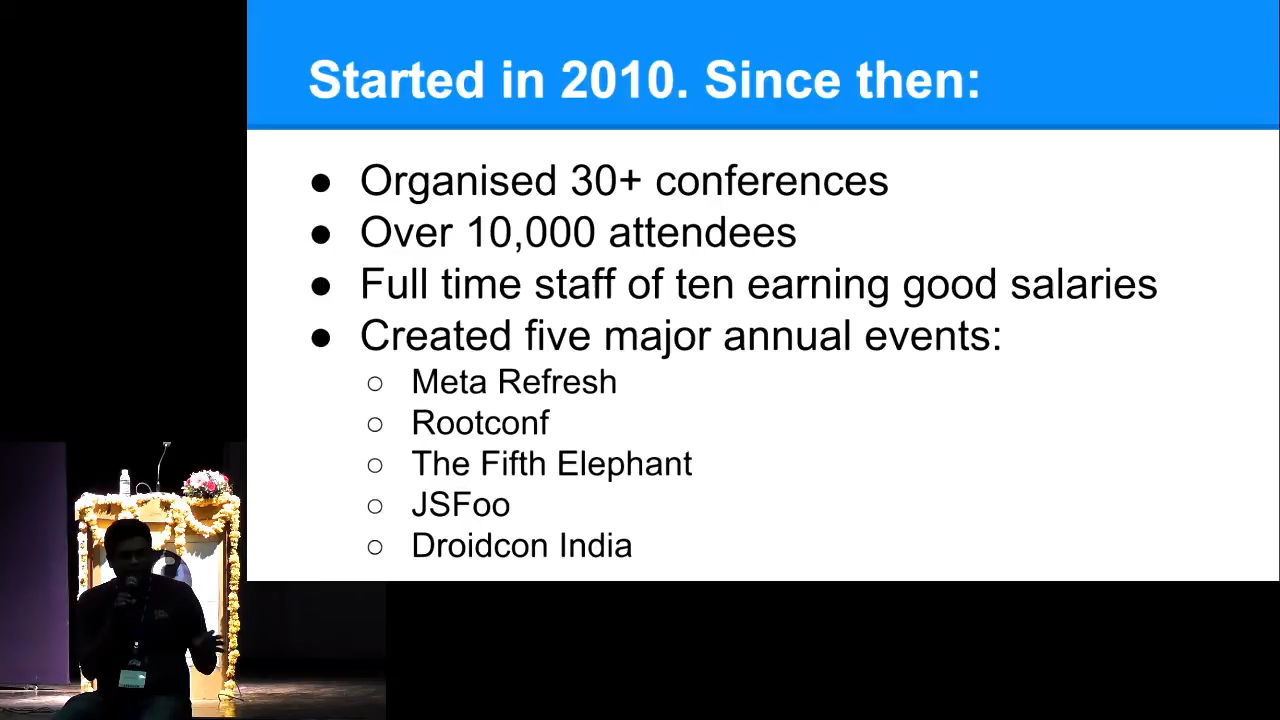 Started in 2010. Since then:
● Organised 30+ conferences
● Over 10,000 attendees
● Full time staff of ten earning good salaries
● Created five major annual events:
○ Meta Refresh
○ Rootconf
○ The Fifth Elephant
○ JSFoo
○ Droidcon India